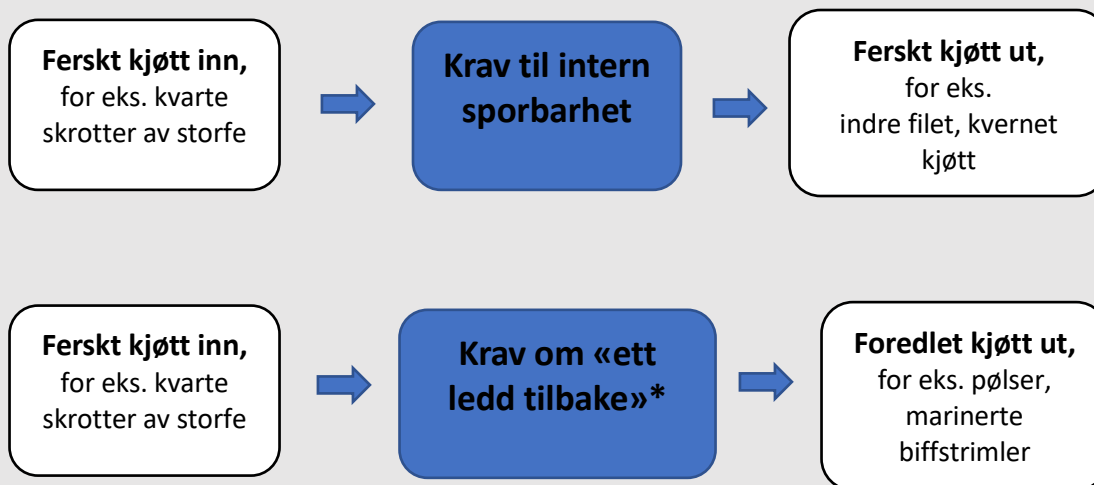 Ferskt kjøtt inn,
for eks. kvarte
skrotter av storfe
Krav til intern
sporbarhet
Ferskt kjøtt ut,
for eks.
indre filet, kvernet
kjøtt
Ferskt kjøtt inn,
for eks. kvarte
skrotter av storfe
Krav om «ett
ledd tilbake»*
Foredlet kjøtt ut,
for eks. pølser,
marinerte
biffstrimler